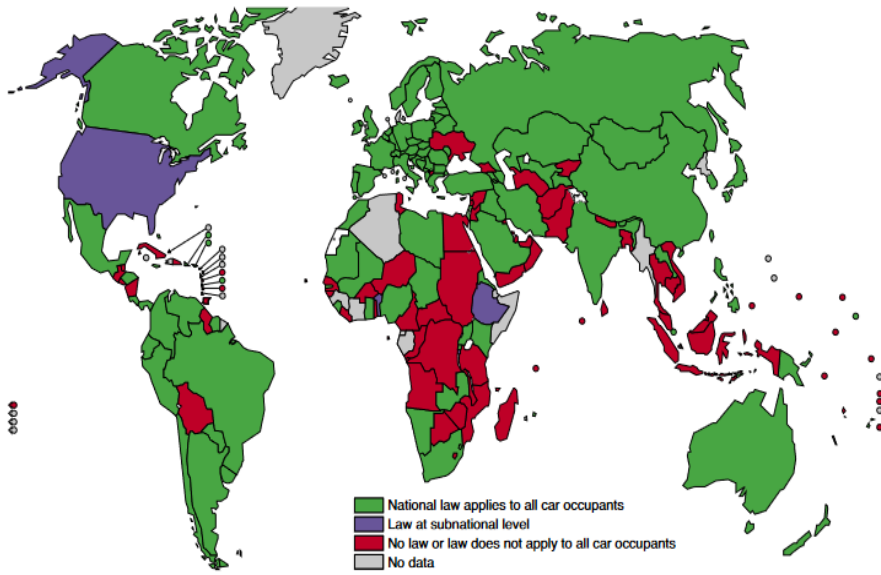 National law applies to all car occupants
Law at subnational level
No law or law does not apply to all car occupants
No data